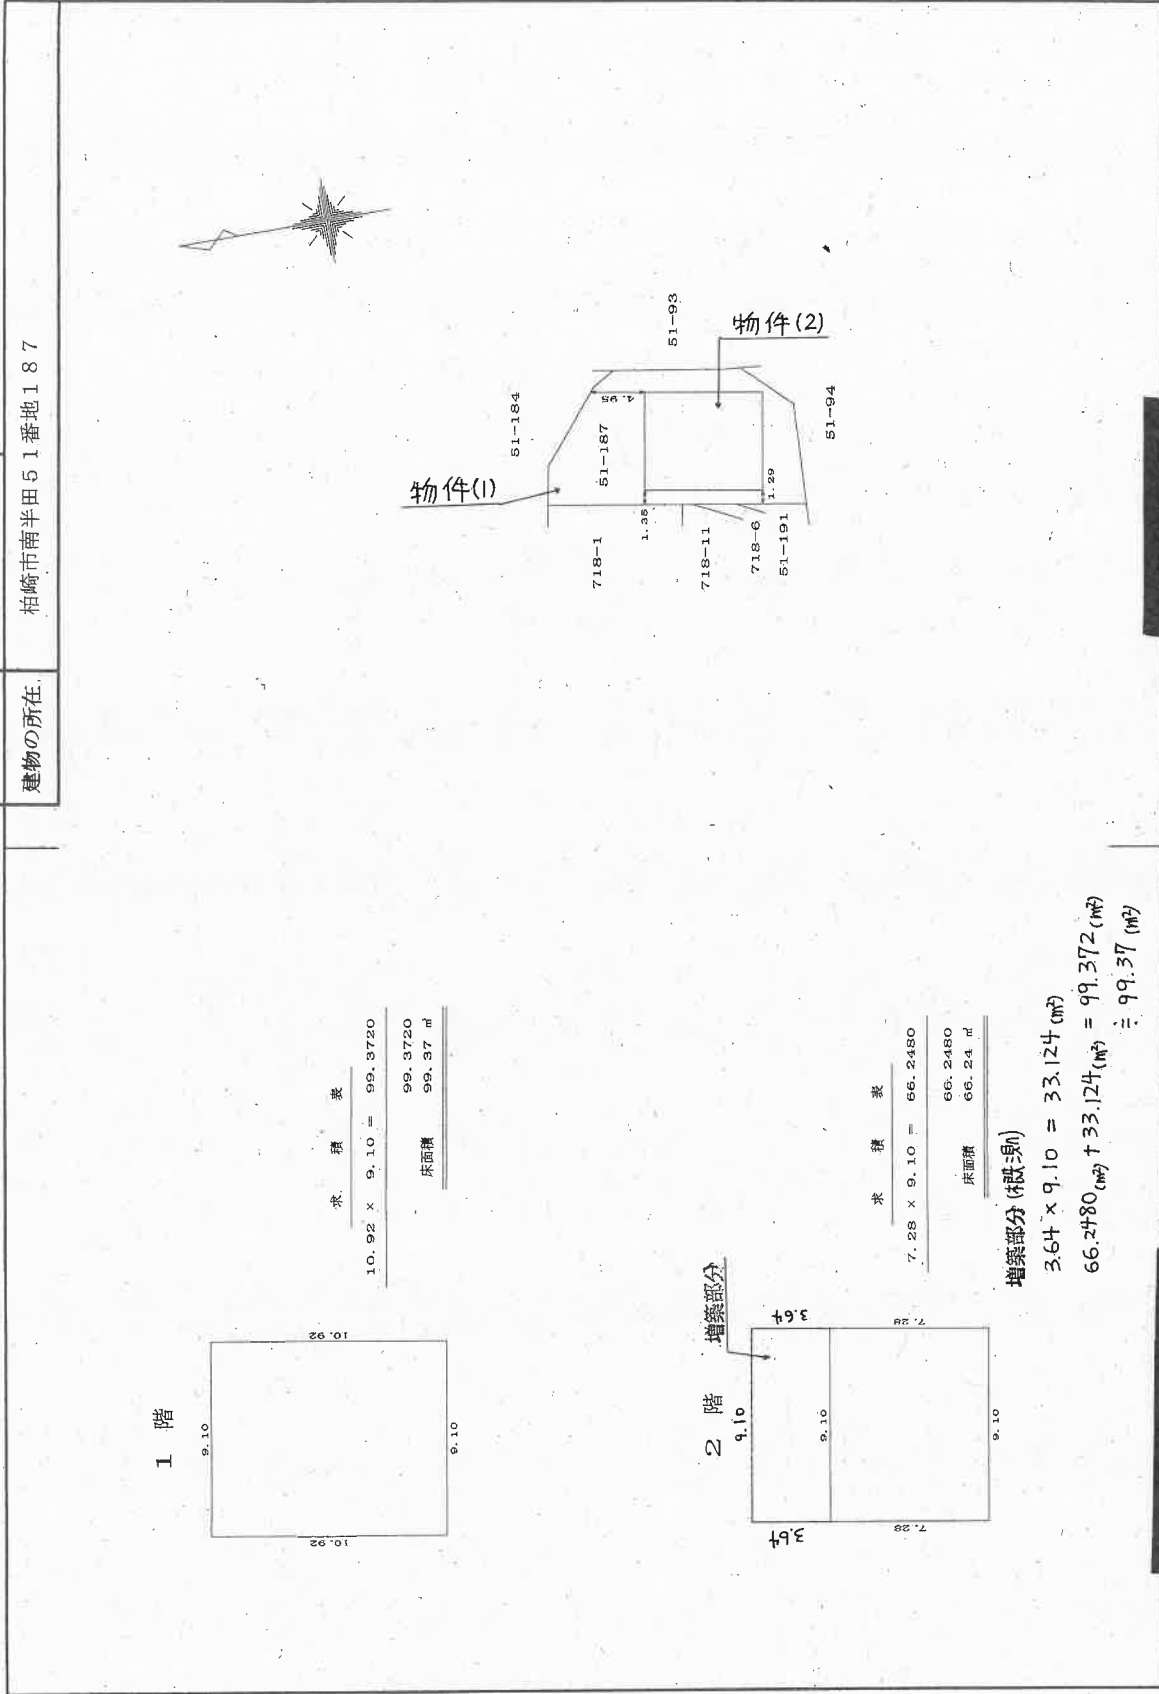 建物の所在
柏崎市南半田51番地187
1 階
9.10
10.92
10.92
9.10
求 積 表
10.92 × 9.10 = 99.3720
99.3720
床面積 99.37 ㎡
2 階
増築部分
9.10
3.64
3.64
9.10
7.28
7.28
9.10
求 積 表
7.28 × 9.10 = 66.2480
66.2480
床面積 66.24 ㎡
増築部分(概測)
3.64 × 9.10 = 33.124(㎡)
66.2480(㎡) + 33.124(㎡) = 99.372(㎡)
≒ 99.37(㎡)
物件(1)
物件(2)
51-184
51-93
51-187
4.95
51-94
1.35
1.29
718-1
718-11
718-6
51-191